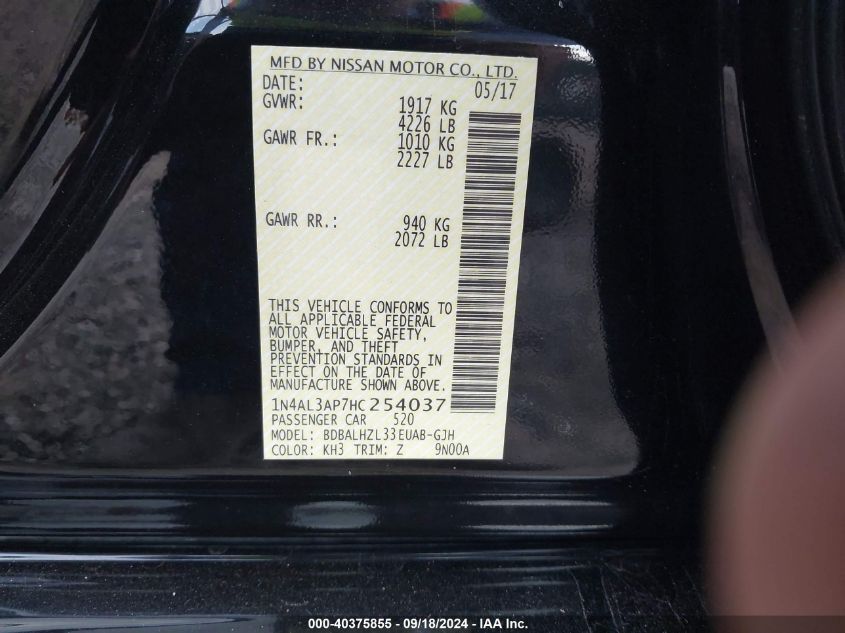 MFD BY NISSAN MOTOR CO., LTD.
DATE: 05/17
GVWR: 1917 KG
4226 LB
GAWR FR.: 1010 KG
2227 LB
GAWR RR.: 940 KG
2072 LB
THIS VEHICLE CONFORMS TO
ALL APPLICABLE FEDERAL
MOTOR VEHICLE SAFETY,
BUMPER, AND THEFT
PREVENTION STANDARDS IN
EFFECT ON THE DATE OF
MANUFACTURE SHOWN ABOVE.
1N4AL3AP7HC254037
PASSENGER CAR 520
MODEL: BDBALHZL33EUAB-GJH
COLOR: KH3 TRIM: Z 9N00A
000-40375855 - 09/18/2024 - IAA Inc.